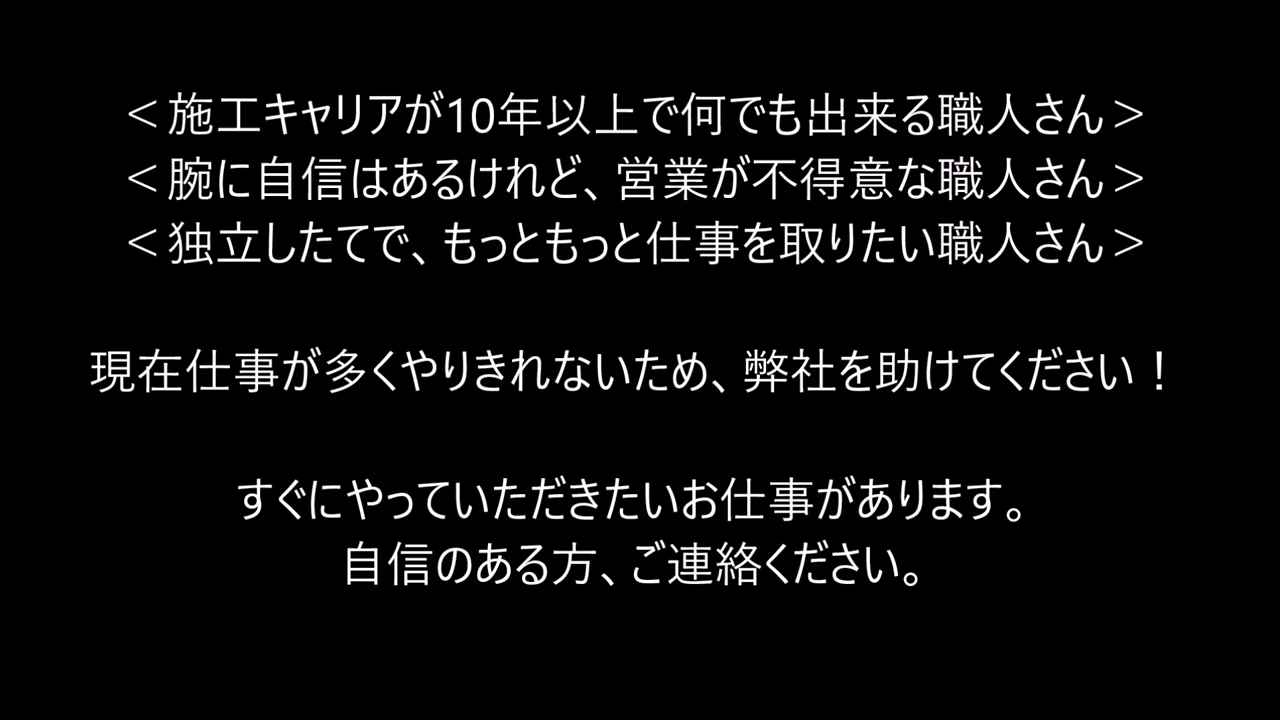 ＜施工キャリアが10年以上で何でも出来る職人さん＞
＜腕に自信はあるけれど、営業が不得意な職人さん＞
＜独立したてで、もっともっと仕事を取りたい職人さん＞
現在仕事が多くやりきれないため、弊社を助けてください！
すぐにやっていただきたいお仕事があります。
自信のある方、ご連絡ください。